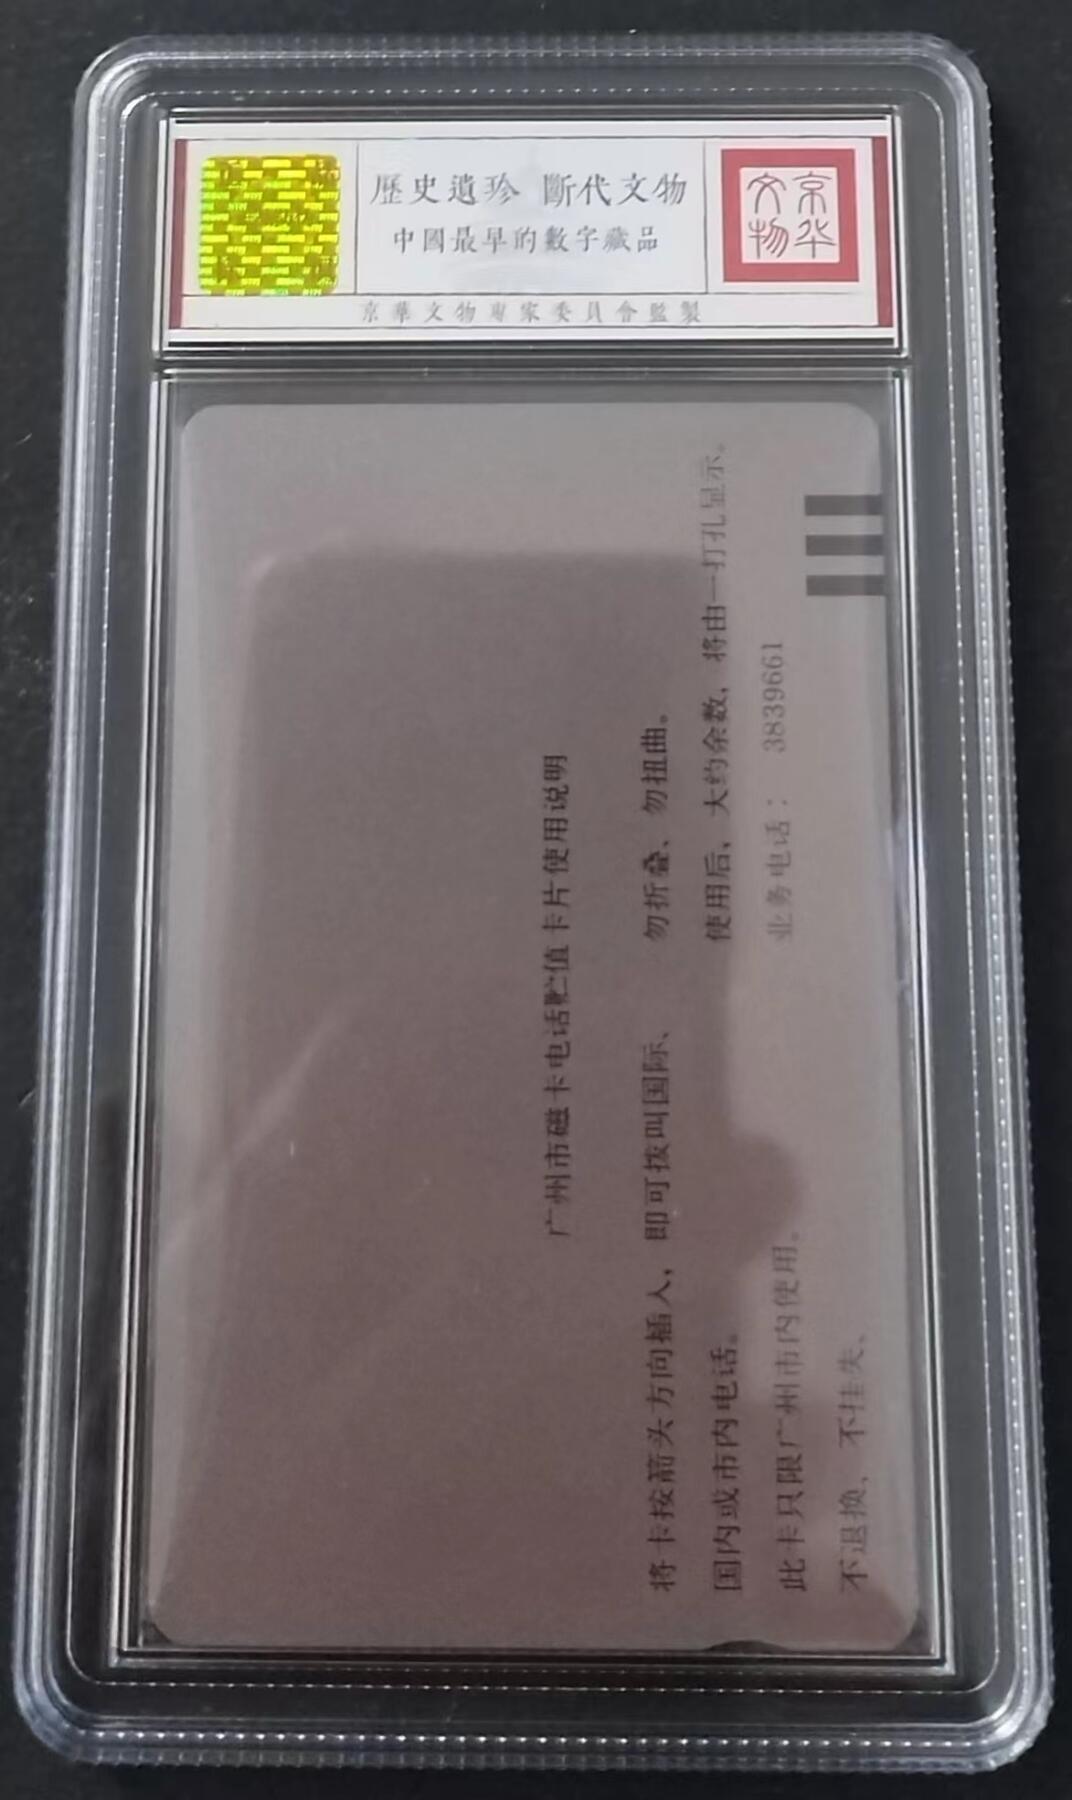 歷史遺珍 斷代文物
中國最早的數字藏品
京华
文物
京華文物專家委員會監製
广州市磁卡电话贮值卡片使用说明
将卡按箭头方向插入，即可拨叫国际、
国内或市内电话。
此卡只限广州市内使用。
不退换、不挂失、
勿折叠、勿扭曲。
使用后，大约余数，将由一打孔显示。
业务电话： 3839661